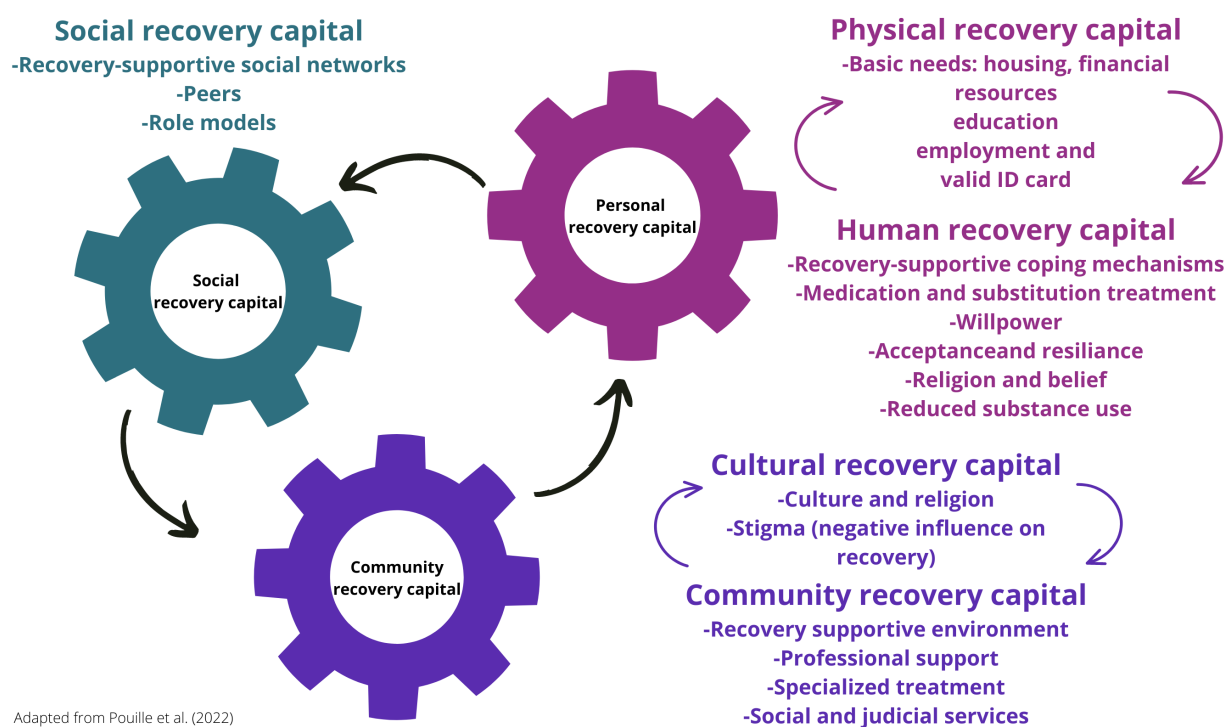 Social recovery capital
-Recovery-supportive social networks
-Peers
-Role models
Physical recovery capital
-Basic needs: housing, financial
resources
education
employment and
valid ID card
Human recovery capital
-Recovery-supportive coping mechanisms
-Medication and substitution treatment
-Willpower
-Acceptanceand resiliance
-Religion and belief
-Reduced substance use
Personal
recovery capital
Social
recovery capital
Community
recovery capital
Cultural recovery capital
-Culture and religion
-Stigma (negative influence on
recovery)
Community recovery capital
-Recovery supportive environment
-Professional support
-Specialized treatment
-Social and judicial services
Adapted from Pouille et al. (2022)